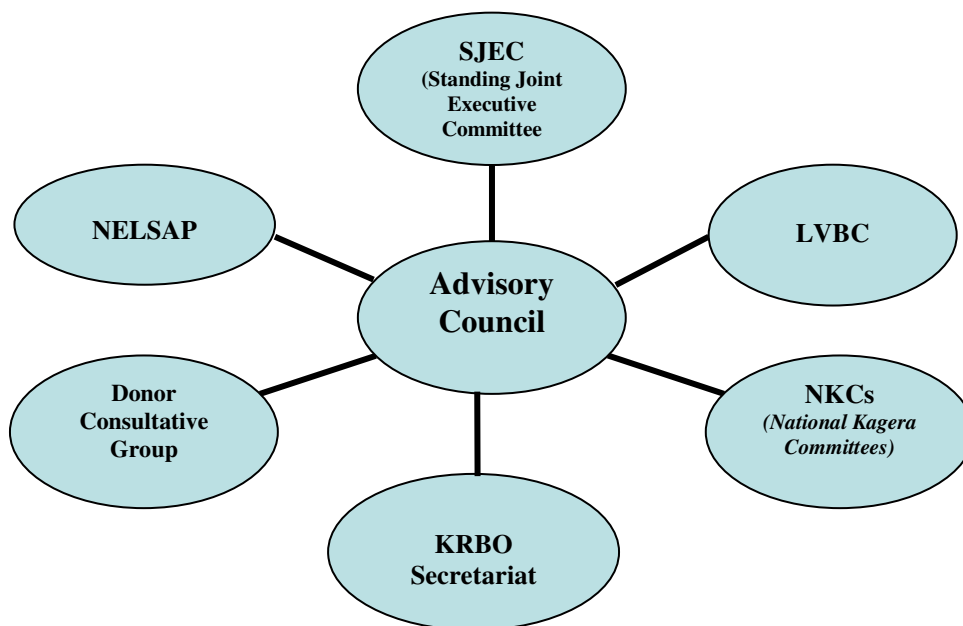 SJEC
(Standing Joint
Executive
Committee
NELSAP
LVBC
Advisory
Council
Donor
Consultative
Group
NKCs
(National Kagera
Committees)
KRBO
Secretariat